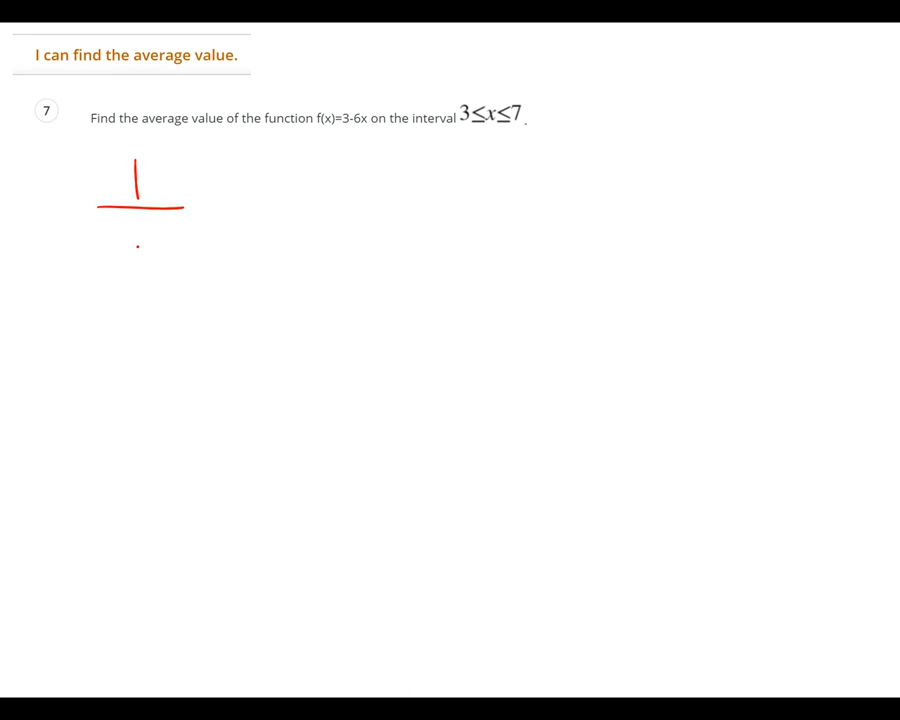 I can find the average value.
7
Find the average value of the function f(x)=3-6x on the interval 3≤x≤7.
1